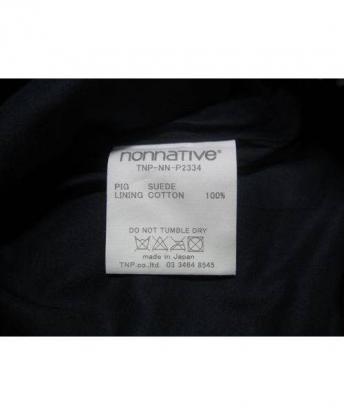 nonnative®
TNP-NN-P2334
PIG SUEDE
LINING COTTON 100%
DO NOT TUMBLE DRY
made in Japan
TNP.co.,ltd. 03 3464 8545